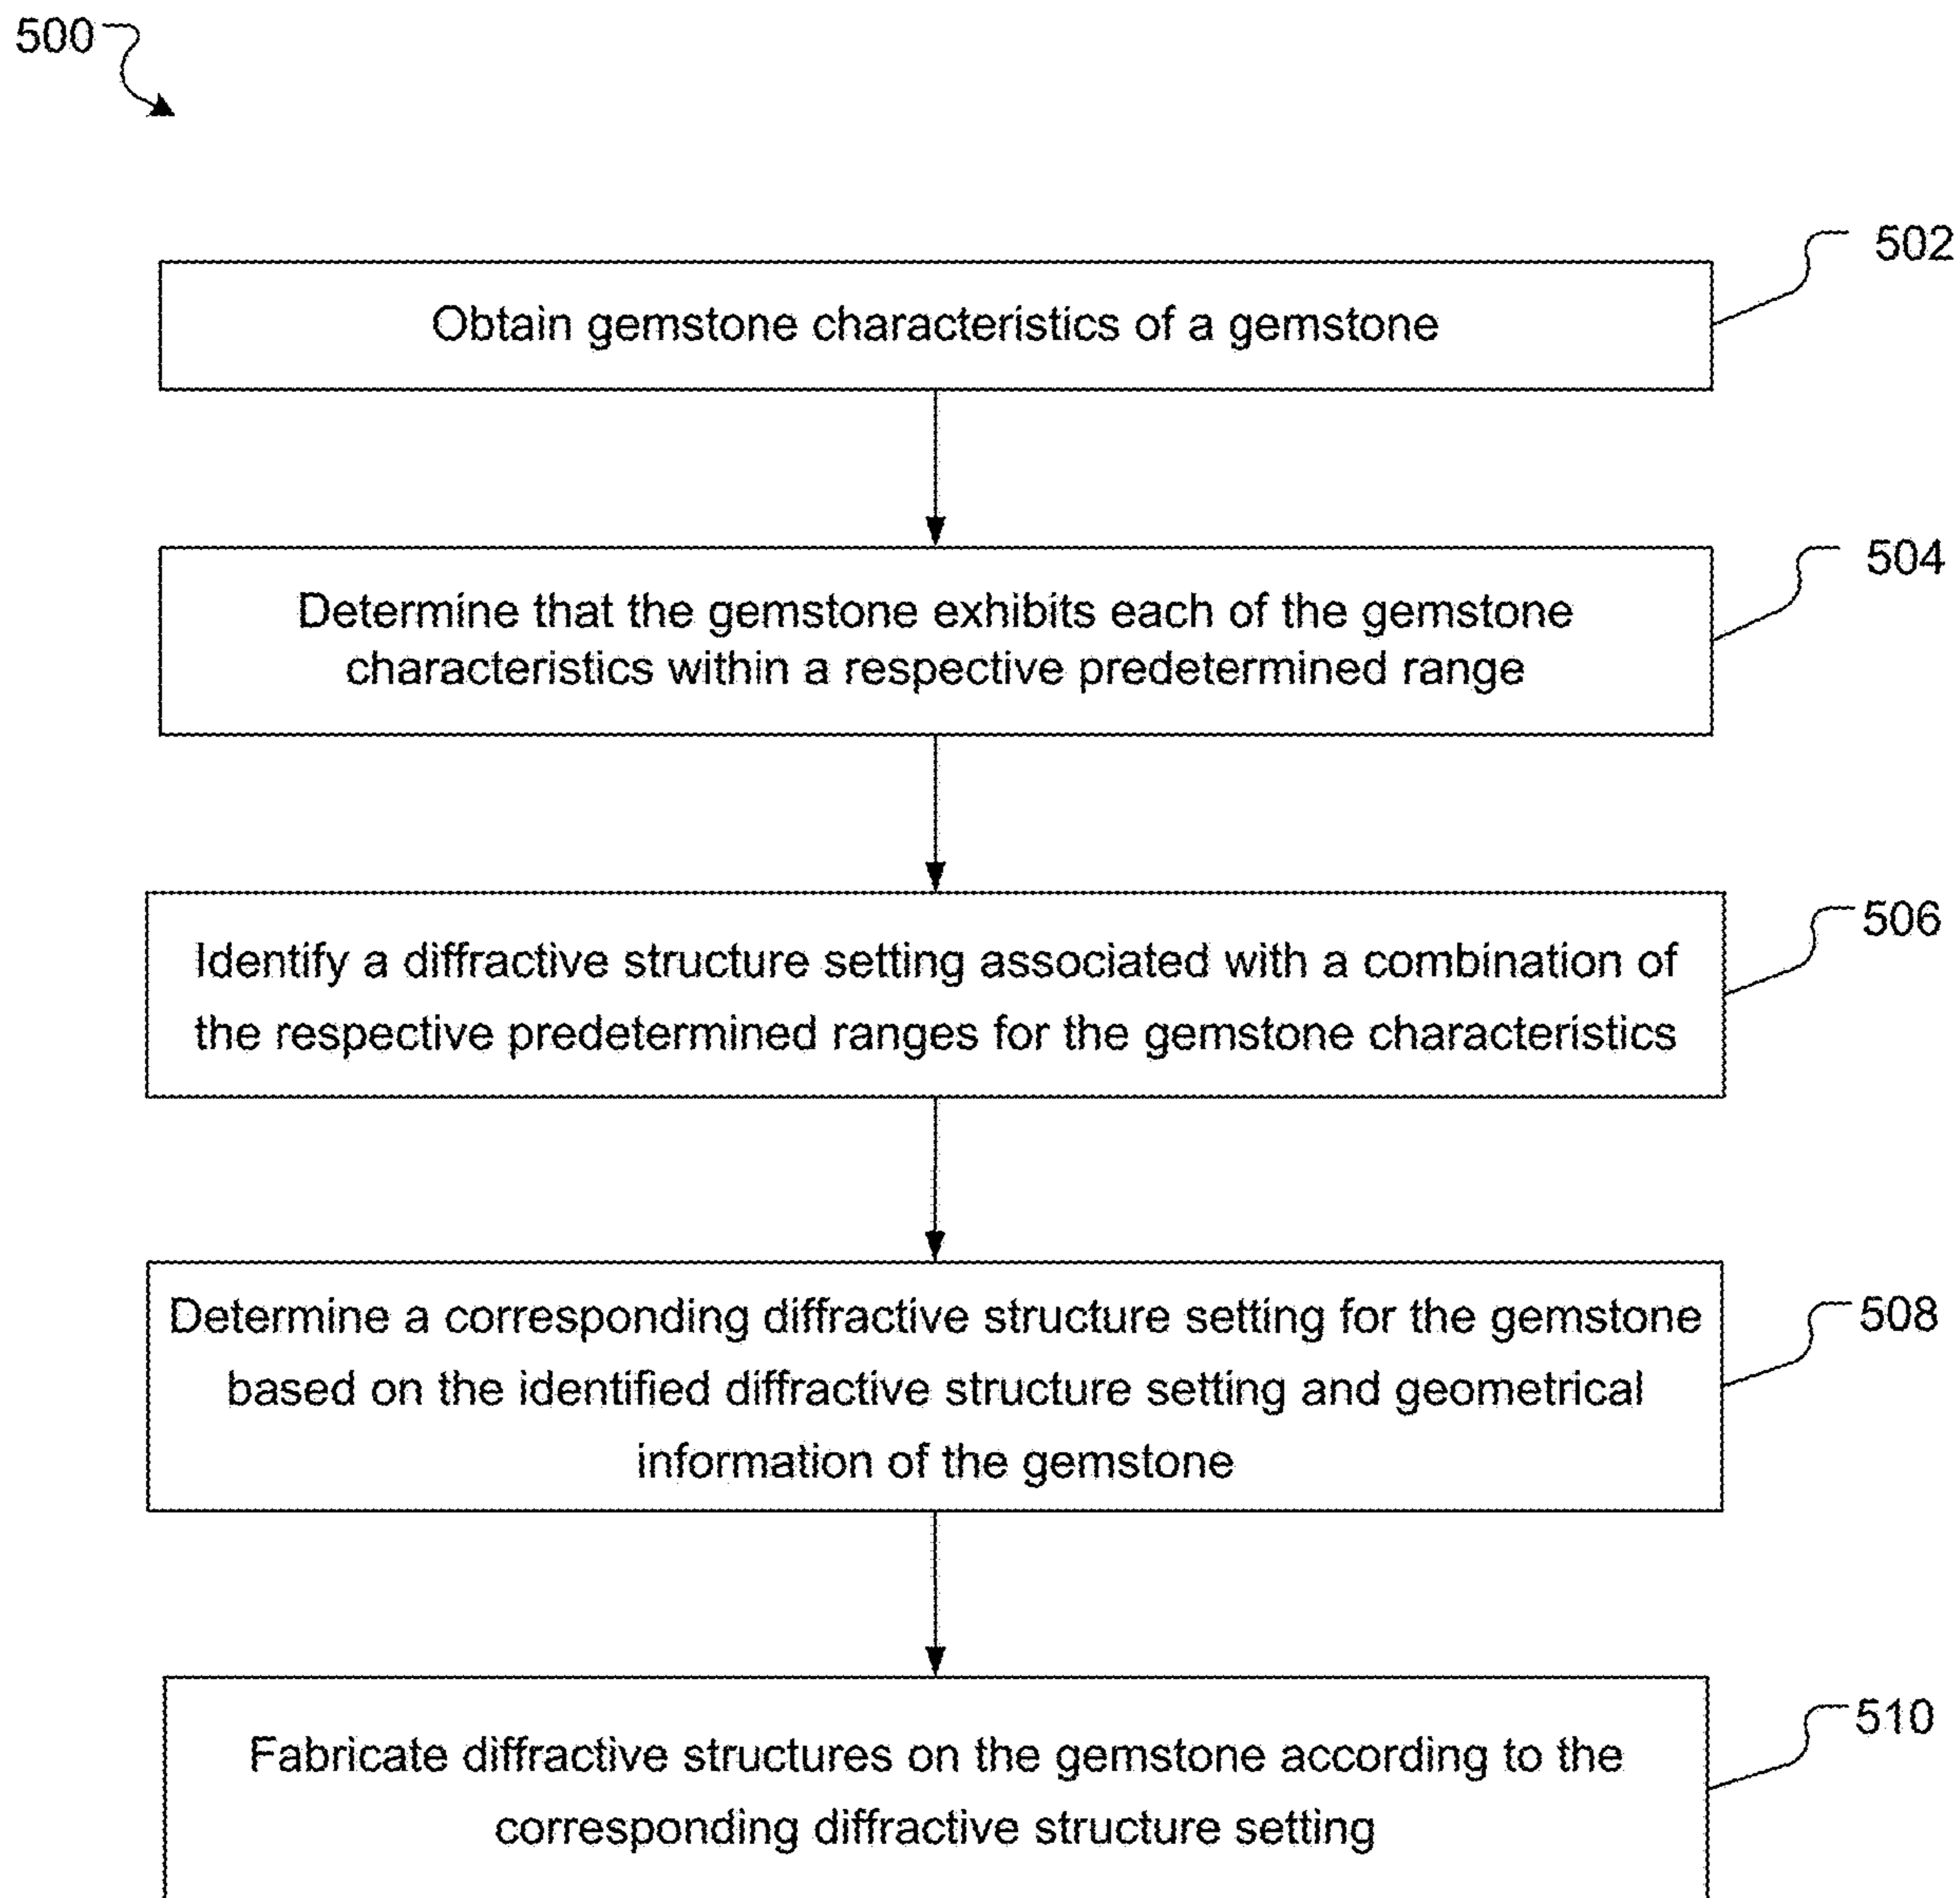 500
502
Obtain gemstone characteristics of a gemstone
504
Determine that the gemstone exhibits each of the gemstone
characteristics within a respective predetermined range
506
Identify a diffractive structure setting associated with a combination of
the respective predetermined ranges for the gemstone characteristics
508
Determine a corresponding diffractive structure setting for the gemstone
based on the identified diffractive structure setting and geometrical
information of the gemstone
510
Fabricate diffractive structures on the gemstone according to the
corresponding diffractive structure setting